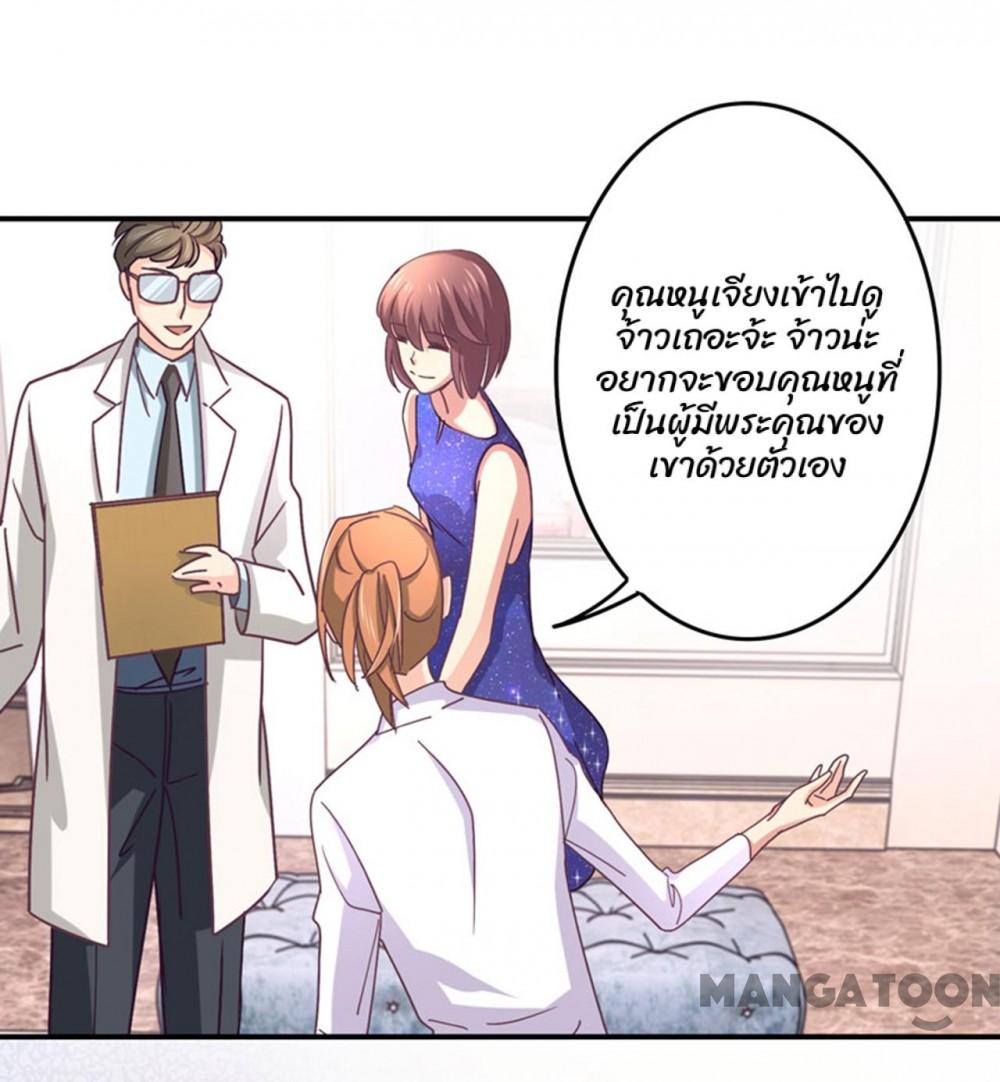 คุณหนูเจียงเข้าไปดู
จ้าวเถอะจ้ะ จ้าวน่ะ
อยากจะขอบคุณหนูที่
เป็นผู้มีพระคุณของ
เขาด้วยตัวเอง
MANGATOON